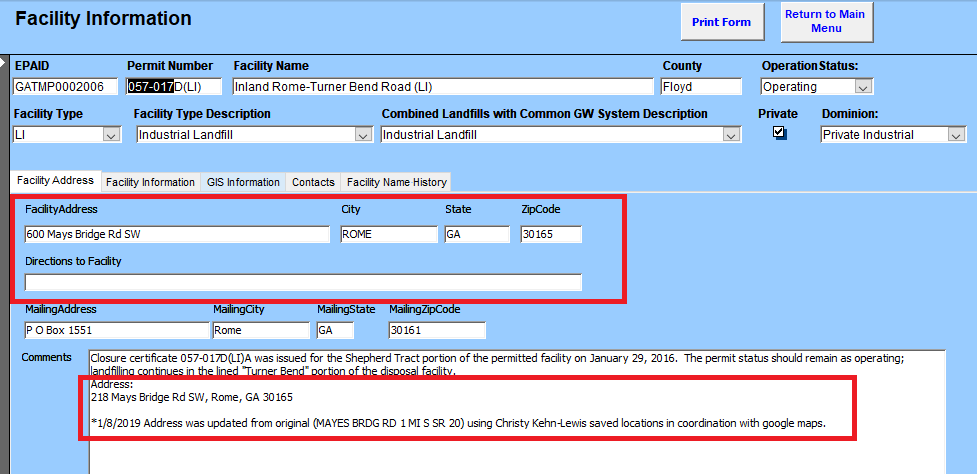 Facility Information
Print Form
Return to Main
Menu
EPAID Permit Number Facility Name County OperationStatus:
GATMP0002006 057-017D(LI) Inland Rome-Turner Bend Road (LI) Floyd Operating
Facility Type Facility Type Description Combined Landfills with Common GW System Description Private Dominion:
LI Industrial Landfill Industrial Landfill Private Industrial
Facility Address Facility Information GIS Information Contacts Facility Name History
FacilityAddress City State ZipCode
600 Mays Bridge Rd SW ROME GA 30165
Directions to Facility
MailingAddress MailingCity MailingState MailingZipCode
P O Box 1551 Rome GA 30161
Comments Closure certificate 057-017D(LI)A was issued for the Shepherd Tract portion of the permitted facility on January 29, 2016. The permit status should remain as operating;
landfilling continues in the lined "Turner Bend" portion of the disposal facility.
Address:
218 Mays Bridge Rd SW, Rome, GA 30165
*1/8/2019 Address was updated from original (MAYES BRDG RD 1 MI S SR 20) using Christy Kehn-Lewis saved locations in coordination with google maps.